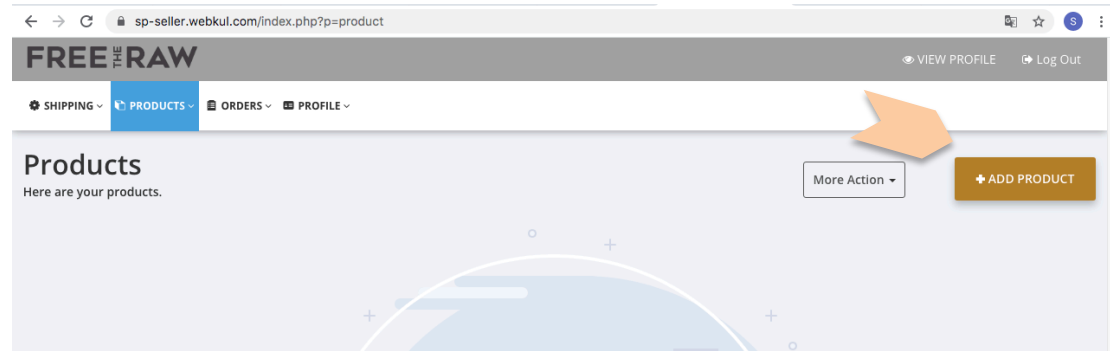 sp-seller.webkul.com/index.php?p=product
S
FREE THE RAW
VIEW PROFILE Log Out
SHIPPING PRODUCTS ORDERS PROFILE
Products
Here are your products.
More Action
+ ADD PRODUCT